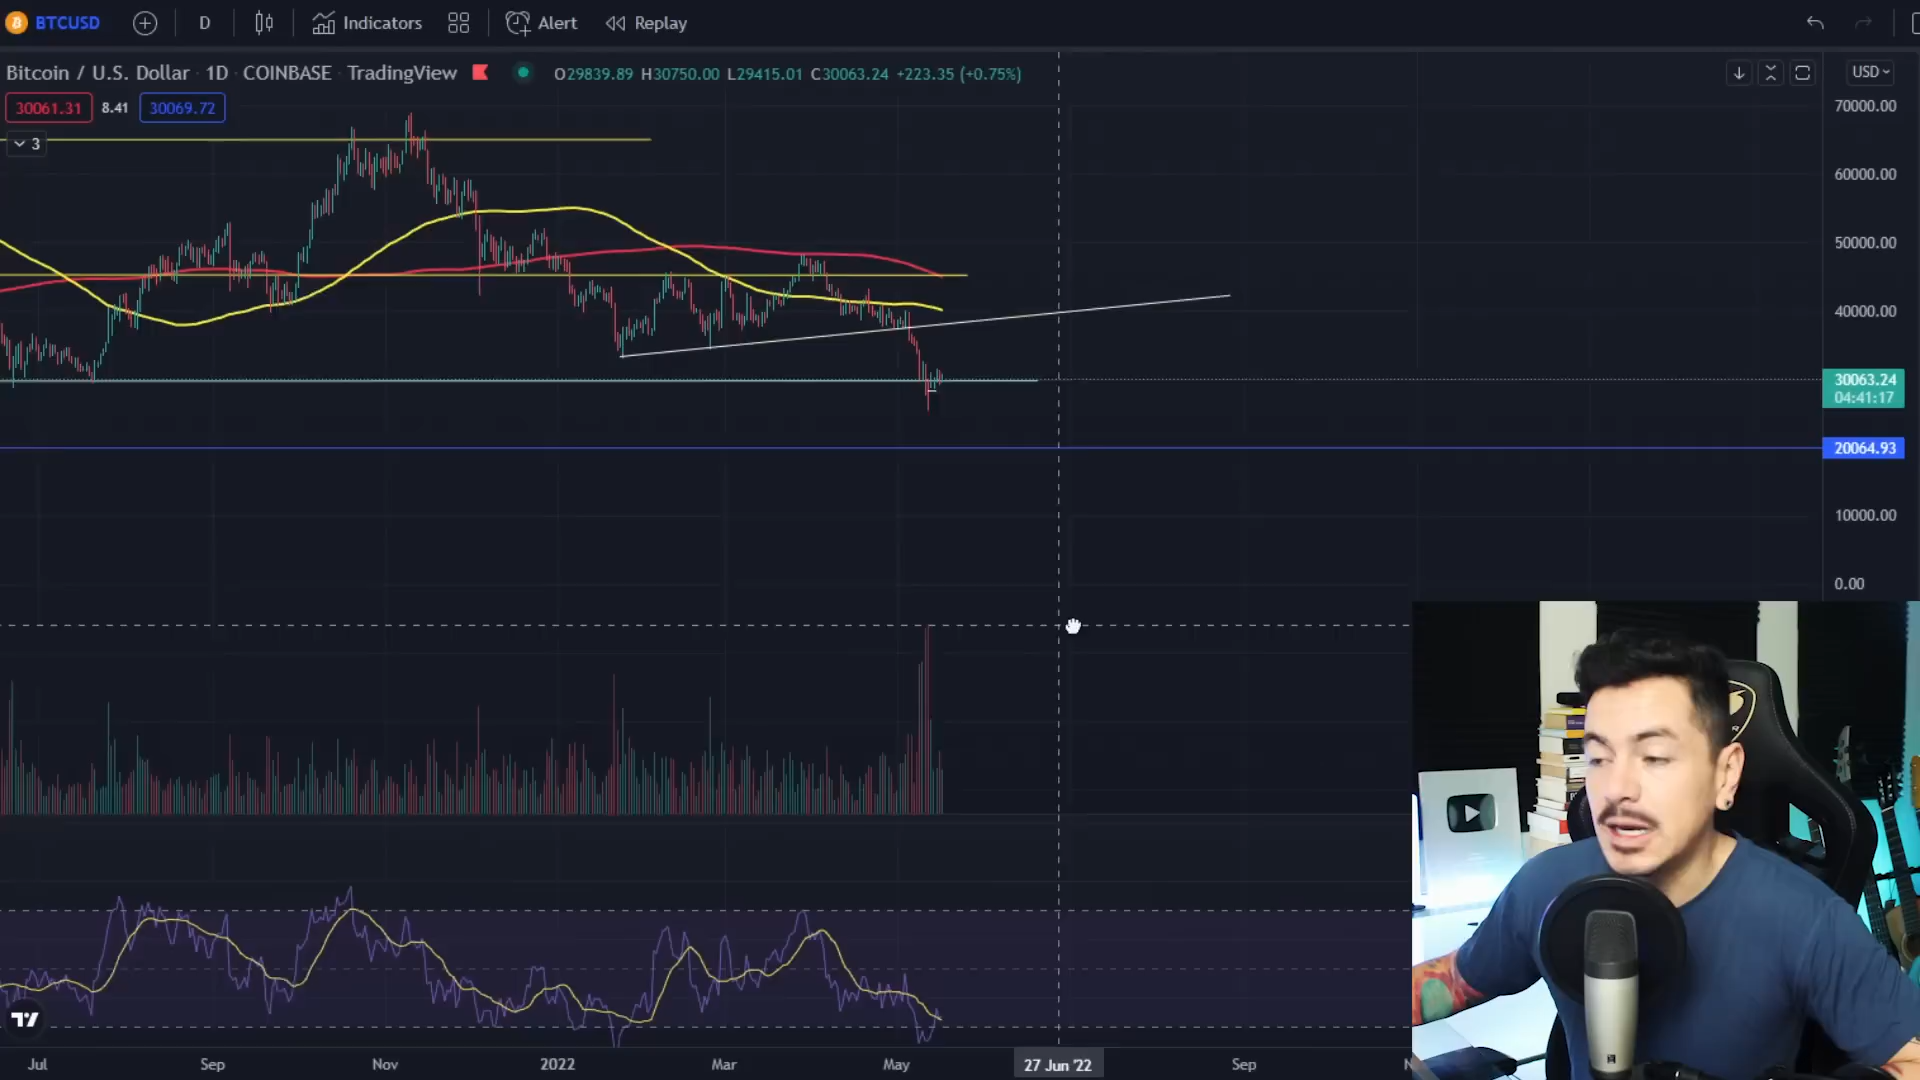 BTCUSD D Indicators Alert Replay
Bitcoin / U.S. Dollar · 1D · COINBASE · TradingView O29839.89 H30750.00 L29415.01 C30063.24 +223.35 (+0.75%)
USD
30061.31 8.41 30069.72
3
70000.00
60000.00
50000.00
40000.00
30063.24
04:41:17
20064.93
10000.00
0.00
Jul Sep Nov 2022 Mar May 27 Jun '22 Sep